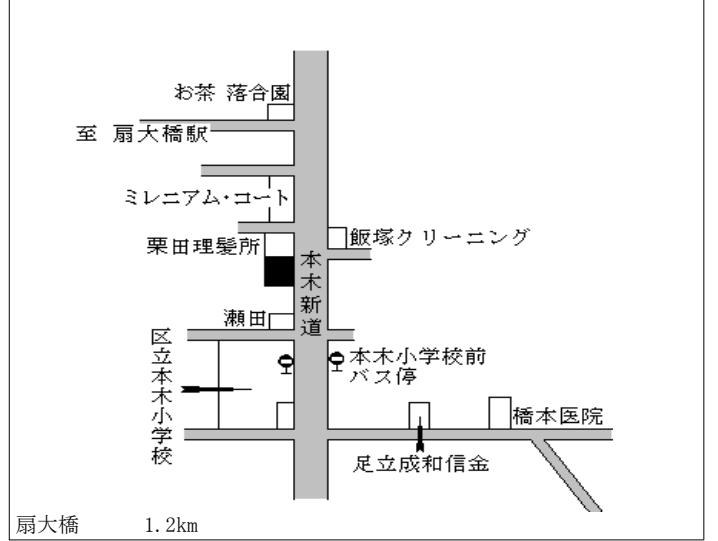 お茶 落合園
至 扇大橋駅
ミレニアム・コート
栗田理髪所
飯塚クリーニング
本木新道
瀬田
区立本木小学校
本木小学校前
バス停
橋本医院
足立成和信金
扇大橋 1.2km